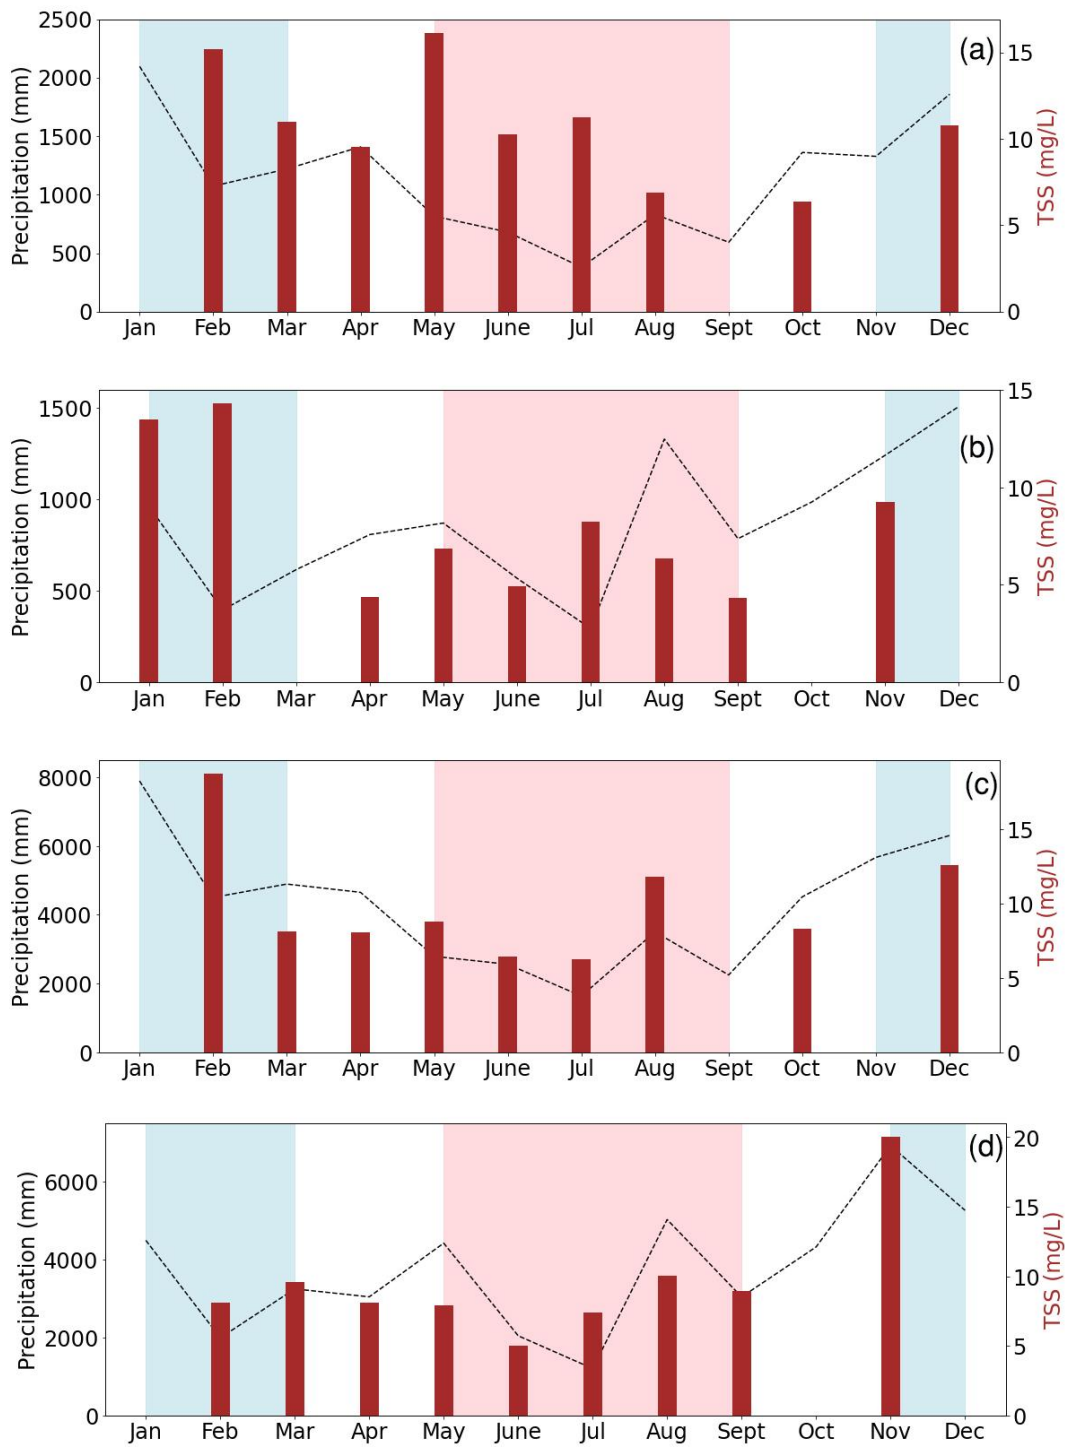 (a)
Precipitation (mm)
2500
2000
1500
1000
500
0
15
10
5
0
TSS (mg/L)
Jan Feb Mar Apr May June Jul Aug Sept Oct Nov Dec
(b)
Precipitation (mm)
1500
1000
500
0
15
10
5
0
TSS (mg/L)
Jan Feb Mar Apr May June Jul Aug Sept Oct Nov Dec
(c)
Precipitation (mm)
8000
6000
4000
2000
0
15
10
5
0
TSS (mg/L)
Jan Feb Mar Apr May June Jul Aug Sept Oct Nov Dec
(d)
Precipitation (mm)
6000
4000
2000
0
20
15
10
5
0
TSS (mg/L)
Jan Feb Mar Apr May June Jul Aug Sept Oct Nov Dec